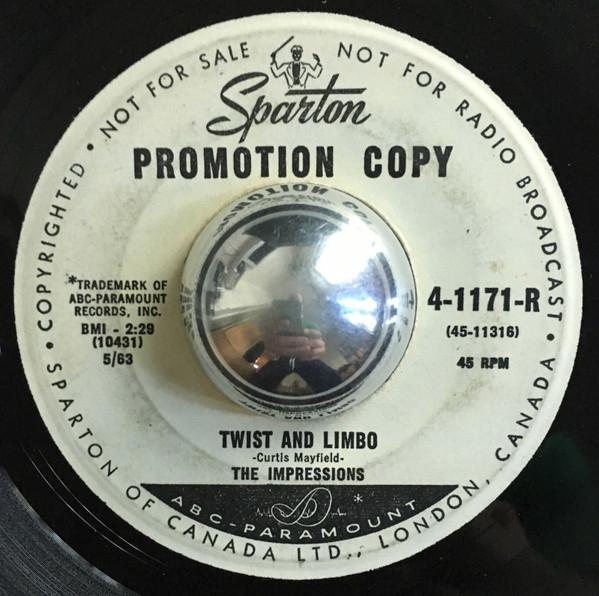 COPYRIGHTED • NOT FOR SALE NOT FOR RADIO BROADCAST •
Sparton
PROMOTION COPY
*TRADEMARK OF
ABC-PARAMOUNT
RECORDS, INC.
BMI - 2:29
(10431)
5/63
4-1171-R
(45-11316)
45 RPM
TWIST AND LIMBO
-Curtis Mayfield-
THE IMPRESSIONS
*
ABC-PARAMOUNT
• SPARTON OF CANADA LTD., LONDON, CANADA